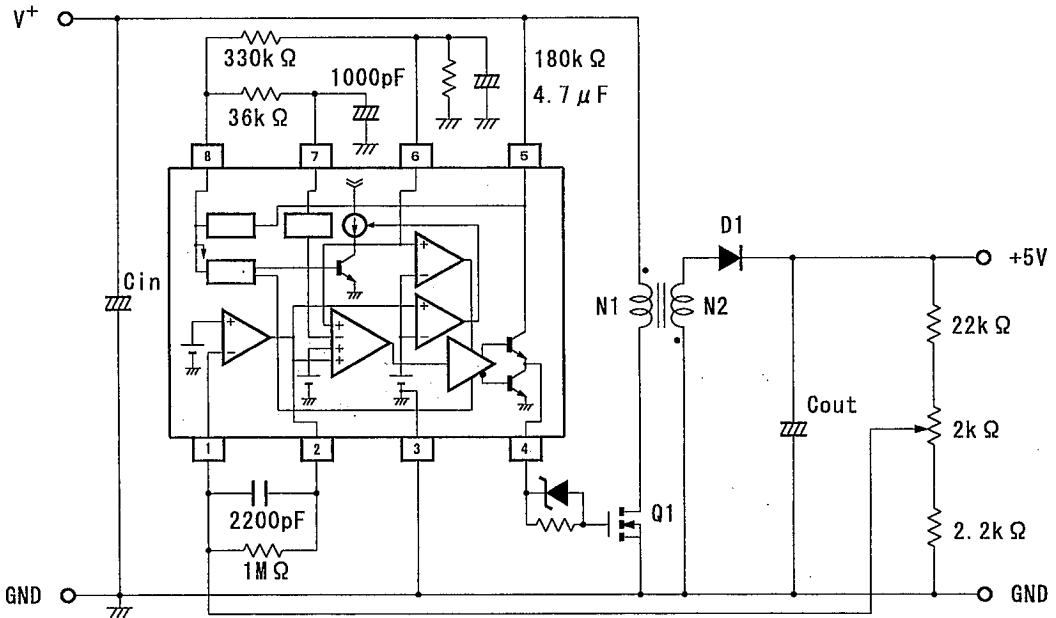 V+
330kΩ
1000pF
36kΩ
180kΩ
4.7μF
8
7
6
5
D1
+5V
Cin
N1
N2
22kΩ
+
−
+
−
+
+
+
−
+
−
Cout
2kΩ
1
2
3
4
2200pF
Q1
2.2kΩ
1MΩ
GND
GND